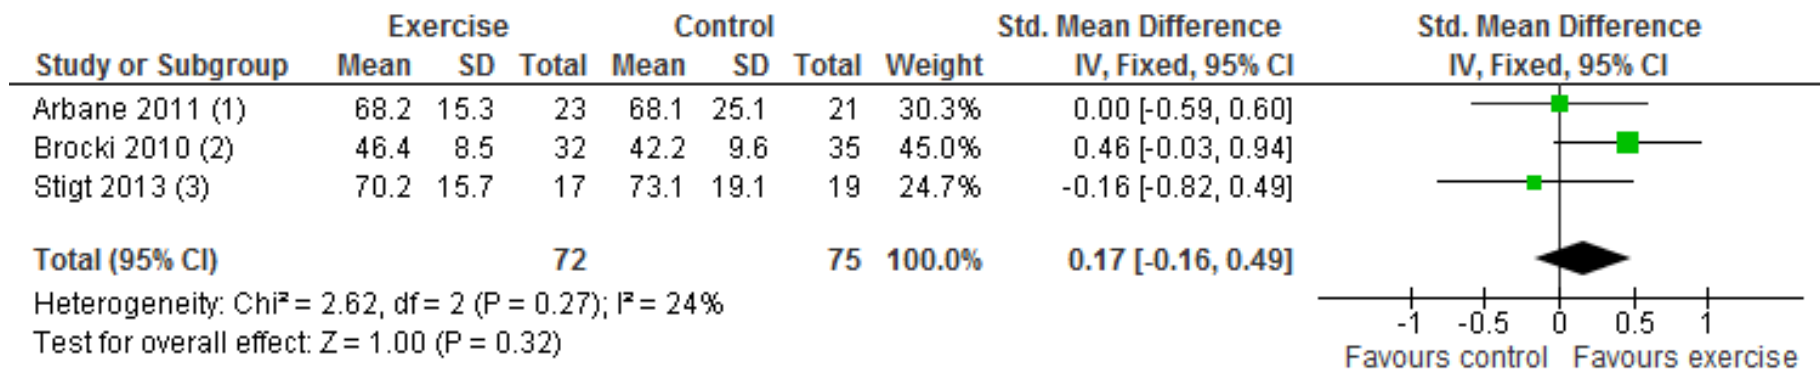 Exercise Control Std. Mean Difference Std. Mean Difference
Study or Subgroup Mean SD Total Mean SD Total Weight IV, Fixed, 95% CI IV, Fixed, 95% CI
Arbane 2011 (1) 68.2 15.3 23 68.1 25.1 21 30.3% 0.00 [-0.59, 0.60]
Brocki 2010 (2) 46.4 8.5 32 42.2 9.6 35 45.0% 0.46 [-0.03, 0.94]
Stigt 2013 (3) 70.2 15.7 17 73.1 19.1 19 24.7% -0.16 [-0.82, 0.49]
Total (95% CI) 72 75 100.0% 0.17 [-0.16, 0.49]
Heterogeneity: Chi² = 2.62, df = 2 (P = 0.27); I² = 24%
Test for overall effect: Z = 1.00 (P = 0.32)
-1 -0.5 0 0.5 1
Favours control Favours exercise